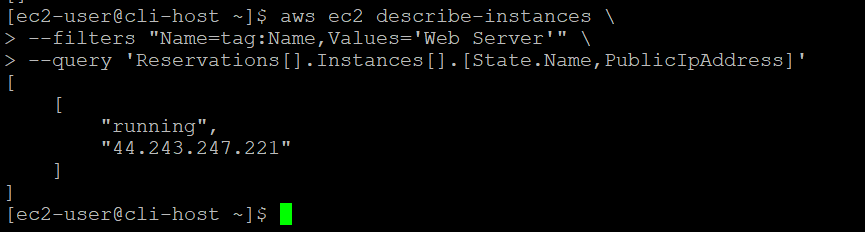 []
[ec2-user@cli-host ~]$ aws ec2 describe-instances \
> --filters "Name=tag:Name,Values='Web Server'" \
> --query 'Reservations[].Instances[].[State.Name,PublicIpAddress]'
[
    [
        "running",
        "44.243.247.221"
    ]
]
[ec2-user@cli-host ~]$